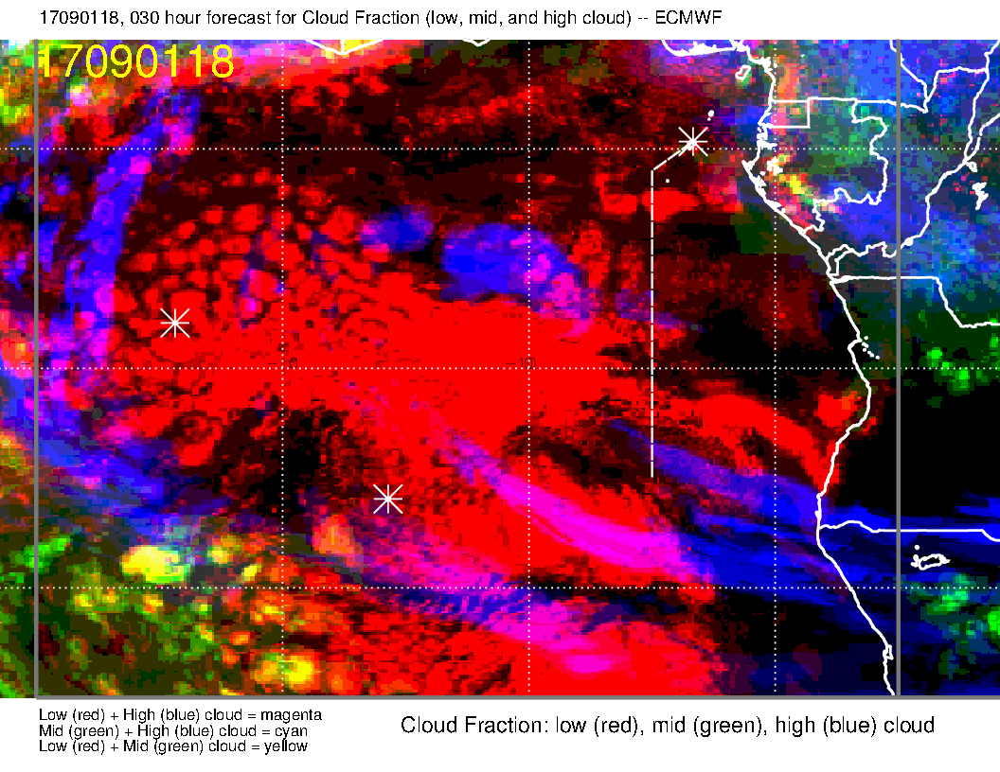 17090118, 030 hour forecast for Cloud Fraction (low, mid, and high cloud) -- ECMWF
17090118
Low (red) + High (blue) cloud = magenta
Mid (green) + High (blue) cloud = cyan
Low (red) + Mid (green) cloud = yellow
Cloud Fraction: low (red), mid (green), high (blue) cloud